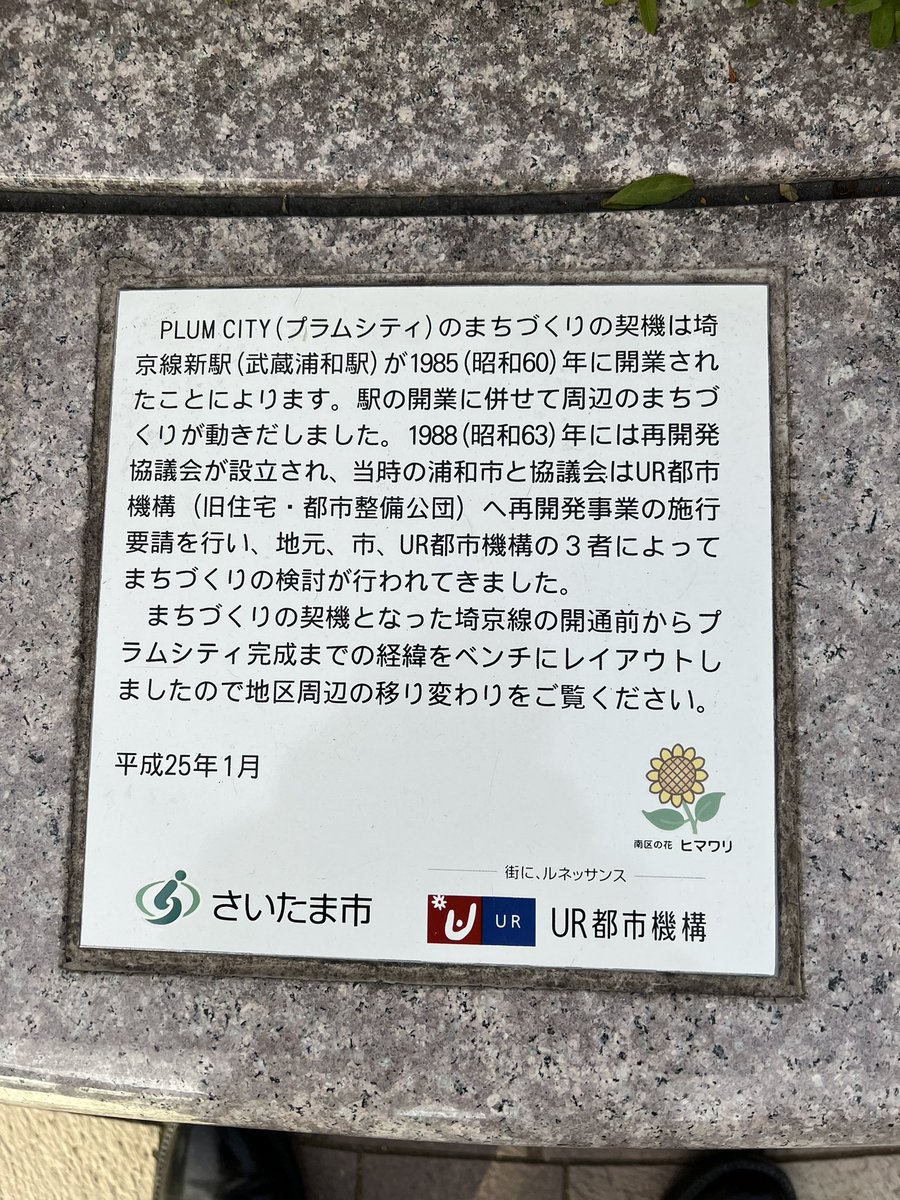 PLUM CITY(プラムシティ)のまちづくりの契機は埼
京線新駅(武蔵浦和駅)が1985(昭和60)年に開業され
たことによります。駅の開業に併せて周辺のまちづ
くりが動きだしました。1988(昭和63)年には再開発
協議会が設立され、当時の浦和市と協議会はUR都市
機構（旧住宅・都市整備公団）へ再開発事業の施行
要請を行い、地元、市、UR都市機構の３者によって
まちづくりの検討が行われてきました。
まちづくりの契機となった埼京線の開通前からプ
ラムシティ完成までの経緯をベンチにレイアウトし
ましたので地区周辺の移り変わりをご覧ください。
平成25年1月
南区の花 ヒマワリ
さいたま市
街に、ルネッサンス
UR UR都市機構